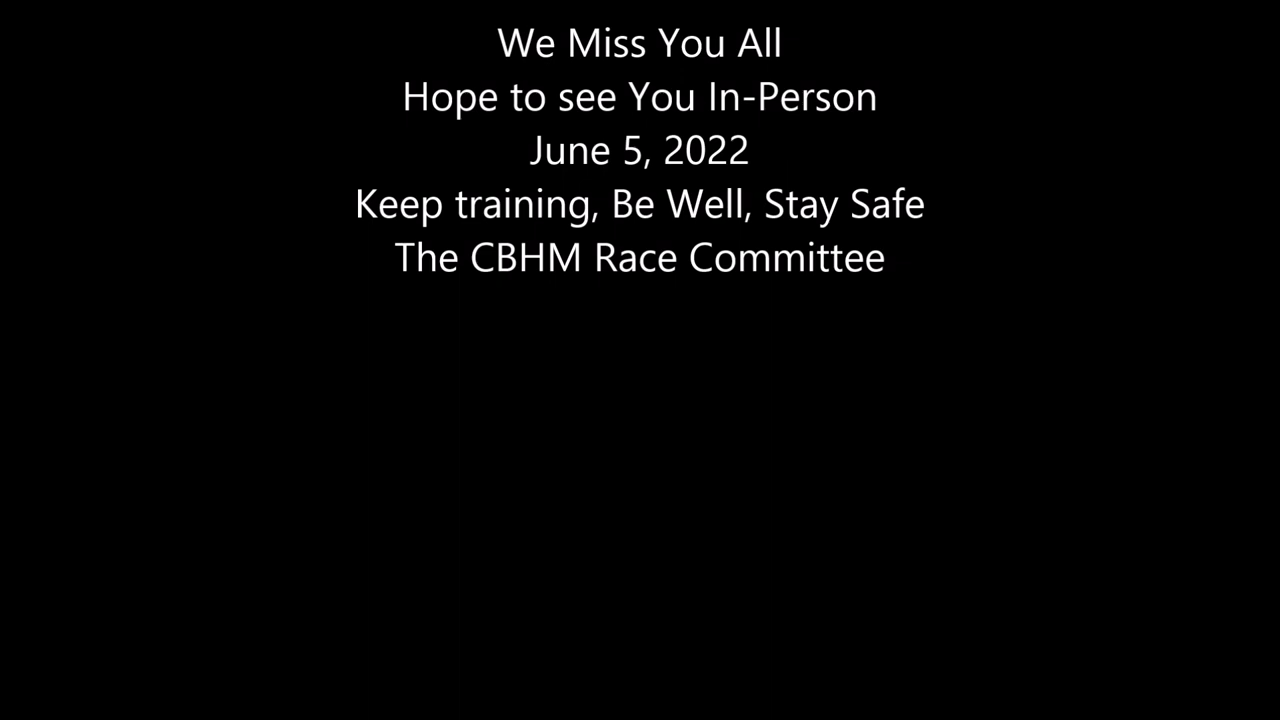 We Miss You All
Hope to see You In-Person
June 5, 2022
Keep training, Be Well, Stay Safe
The CBHM Race Committee